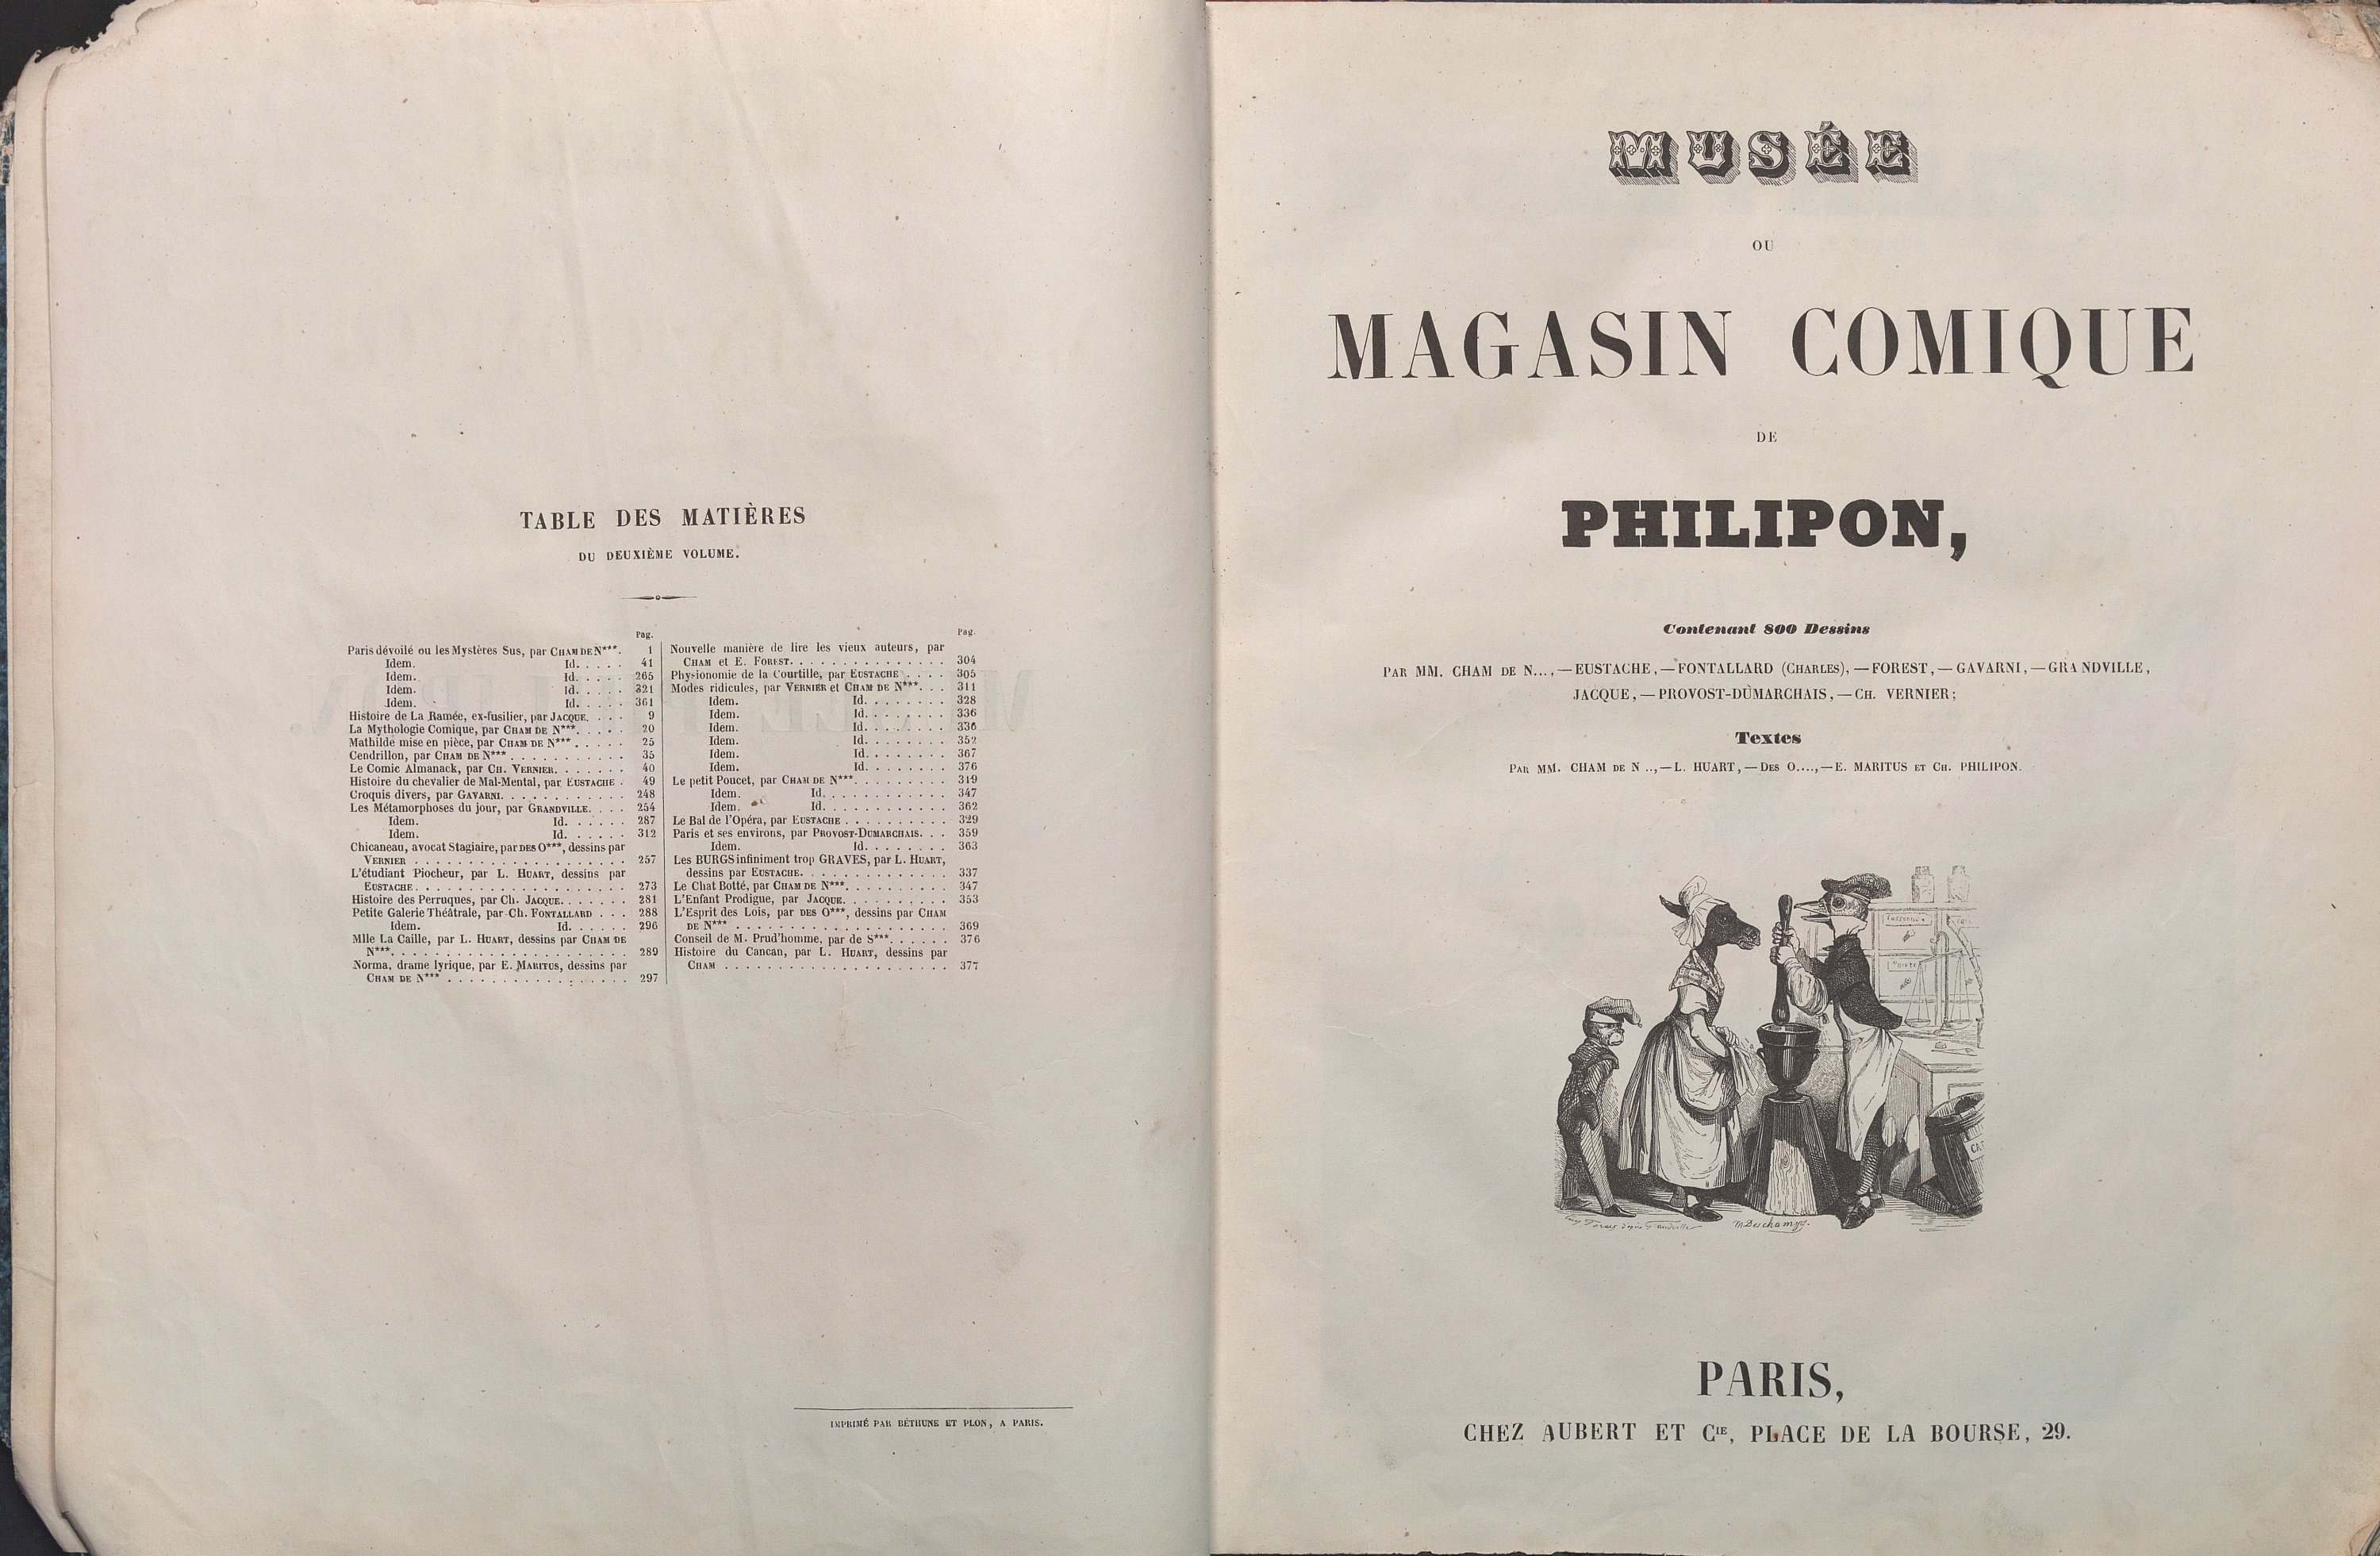 TABLE DES MATIÈRES
DU DEUXIÈME VOLUME.
Pag.
Paris dévoilé ou les Mystères Sus, par CHAM DE N***. 1
Idem. Id. . . . . 41
Idem. Id. . . . . 265
Idem. Id. . . . . 321
Idem. Id. . . . . 361
Histoire de La Ramée, ex-fusilier, par JACQUE. . . . 9
La Mythologie Comique, par CHAM DE N***. . . . . 20
Mathilde mise en pièce, par CHAM DE N*** . . . . . 25
Cendrillon, par CHAM DE N*** . . . . . . . . . . . 35
Le Comic Almanack, par CH. VERNIER. . . . . . . 40
Histoire du chevalier de Mal-Mental, par EUSTACHE . 49
Croquis divers, par GAVARNI. . . . . . . . . . . . 248
Les Métamorphoses du jour, par GRANDVILLE. . . . 254
Idem. Id. . . . . . 287
Idem. Id. . . . . . 312
Chicaneau, avocat Stagiaire, par DES O***, dessins par
VERNIER . . . . . . . . . . . . . . . . . . . . 257
L'étudiant Piocheur, par L. HUART, dessins par
EUSTACHE. . . . . . . . . . . . . . . . . . . . 273
Histoire des Perruques, par Ch. JACQUE. . . . . . 281
Petite Galerie Théâtrale, par Ch. FONTALLARD . . . 288
Idem. Id. . . . . . 296
Mlle La Caille, par L. HUART, dessins par CHAM DE
N***. . . . . . . . . . . . . . . . . . . . . . 289
Norma, drame lyrique, par E. MARITUS, dessins par
CHAM DE N*** . . . . . . . . . . . . . . . . . 297
Pag.
Nouvelle manière de lire les vieux auteurs, par
CHAM et E. FOREST. . . . . . . . . . . . . . . 304
Physionomie de la Courtille, par EUSTACHE . . . . 305
Modes ridicules, par VERNIER et CHAM DE N***. . . 311
Idem. Id. . . . . . . . 328
Idem. Id. . . . . . . . 336
Idem. Id. . . . . . . . 336
Idem. Id. . . . . . . . 352
Idem. Id. . . . . . . . 367
Idem. Id. . . . . . . . 376
Le petit Poucet, par CHAM DE N***. . . . . . . . . 319
Idem. Id. . . . . . . . . . . . 347
Idem. Id. . . . . . . . . . . . 362
Le Bal de l'Opéra, par EUSTACHE . . . . . . . . . . 329
Paris et ses environs, par PROVOST-DUMARCHAIS. . . 359
Idem. Id. . . . . . . . 363
Les BURGS infiniment trop GRAVES, par L. HUART,
dessins par EUSTACHE. . . . . . . . . . . . . . 337
Le Chat Botté, par CHAM DE N***. . . . . . . . . . 347
L'Enfant Prodigue, par JACQUE. . . . . . . . . . 353
L'Esprit des Lois, par DES O***, dessins par CHAM
DE N*** . . . . . . . . . . . . . . . . . . . . 369
Conseil de M. Prud'homme, par de S***. . . . . . 376
Histoire du Cancan, par L. HUART, dessins par
CHAM . . . . . . . . . . . . . . . . . . . . . 377
IMPRIMÉ PAR BÉTHUNE ET PLON, A PARIS.
MUSÉE
OU
MAGASIN COMIQUE
DE
PHILIPON,
Contenant 800 Dessins
PAR MM. CHAM DE N...,—EUSTACHE,—FONTALLARD (CHARLES),—FOREST,—GAVARNI,—GRANDVILLE,
JACQUE,—PROVOST-DUMARCHAIS,—CH. VERNIER;
Textes
PAR MM. CHAM DE N ..,—L. HUART,—DES O....,—E. MARITUS ET CH. PHILIPON.
PARIS,
CHEZ AUBERT ET CIE, PLACE DE LA BOURSE, 29.